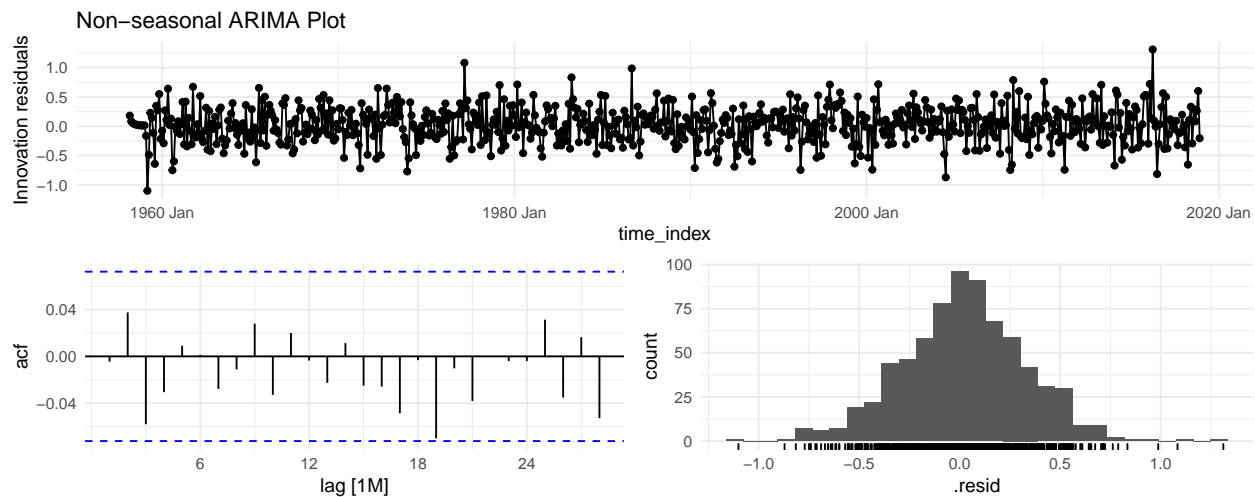 Non−seasonal ARIMA Plot
Innovation residuals
1.0
0.5
0.0
−0.5
−1.0
1960 Jan 1980 Jan 2000 Jan 2020 Jan
time_index
acf
0.04
0.00
−0.04
6 12 18 24
lag [1M]
count
100
75
50
25
0
−1.0 −0.5 0.0 0.5 1.0
.resid